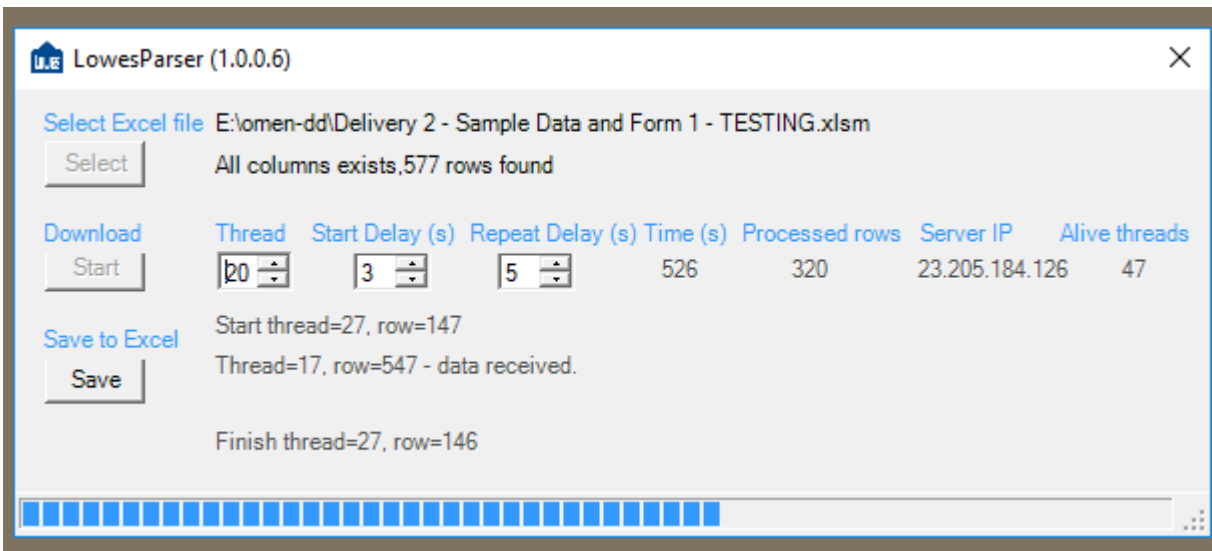 LowesParser (1.0.0.6)
Select Excel file E:\omen-dd\Delivery 2 - Sample Data and Form 1 - TESTING.xlsm
Select All columns exists,577 rows found
Download Thread Start Delay (s) Repeat Delay (s) Time (s) Processed rows Server IP Alive threads
Start 20 3 5 526 320 23.205.184.126 47
Start thread=27, row=147
Save to Excel
Thread=17, row=547 - data received.
Save
Finish thread=27, row=146